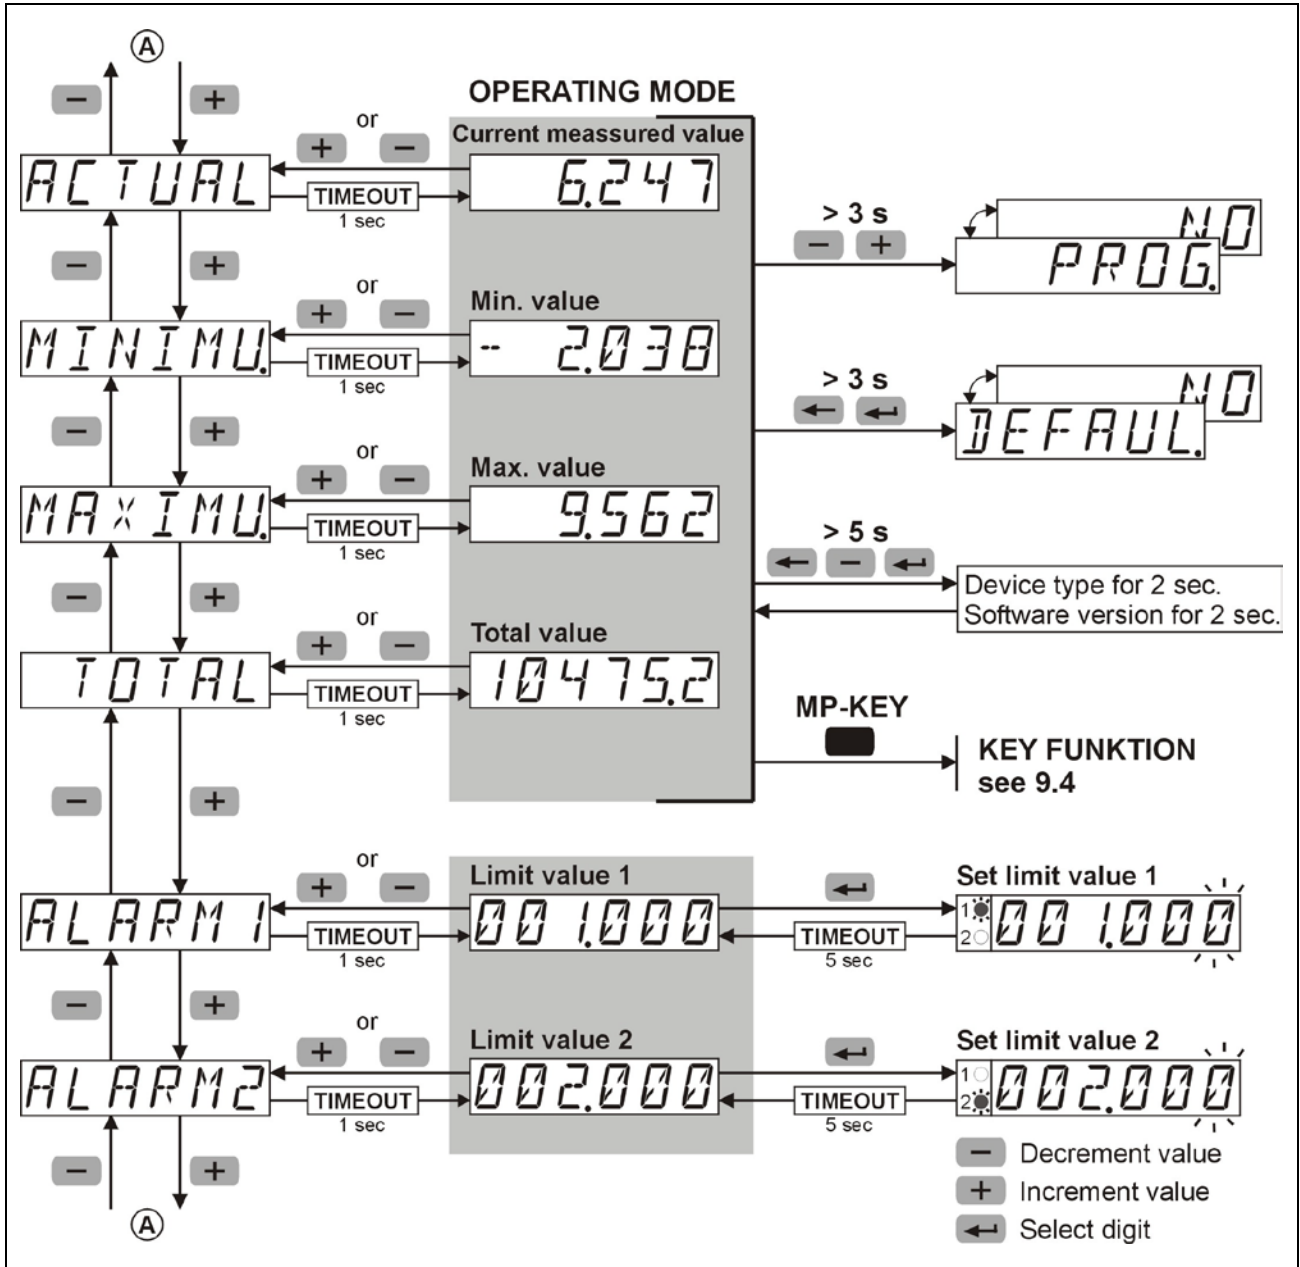 A
− +
OPERATING MODE
or
Current meassured value
+ −
ACTUAL
6.247
TIMEOUT
1 sec
> 3 s
− +
NO
PROG.
− +
or
Min. value
+ −
MINIMU.
- 2.038
TIMEOUT
1 sec
> 3 s
NO
DEFAUL.
− +
or
Max. value
+ −
MAXIMU.
9.562
TIMEOUT
1 sec
> 5 s
−
Device type for 2 sec.
Software version for 2 sec.
− +
or
Total value
+ −
TOTAL
10475.2
TIMEOUT
1 sec
MP-KEY
KEY FUNKTION
see 9.4
− +
or
Limit value 1
Set limit value 1
+ −
ALARM1
001.000
1
2
001.000
TIMEOUT
1 sec
TIMEOUT
5 sec
− +
or
Limit value 2
Set limit value 2
+ −
ALARM2
002.000
1
2
002.000
TIMEOUT
1 sec
TIMEOUT
5 sec
− +
A
− Decrement value
+ Increment value
Select digit